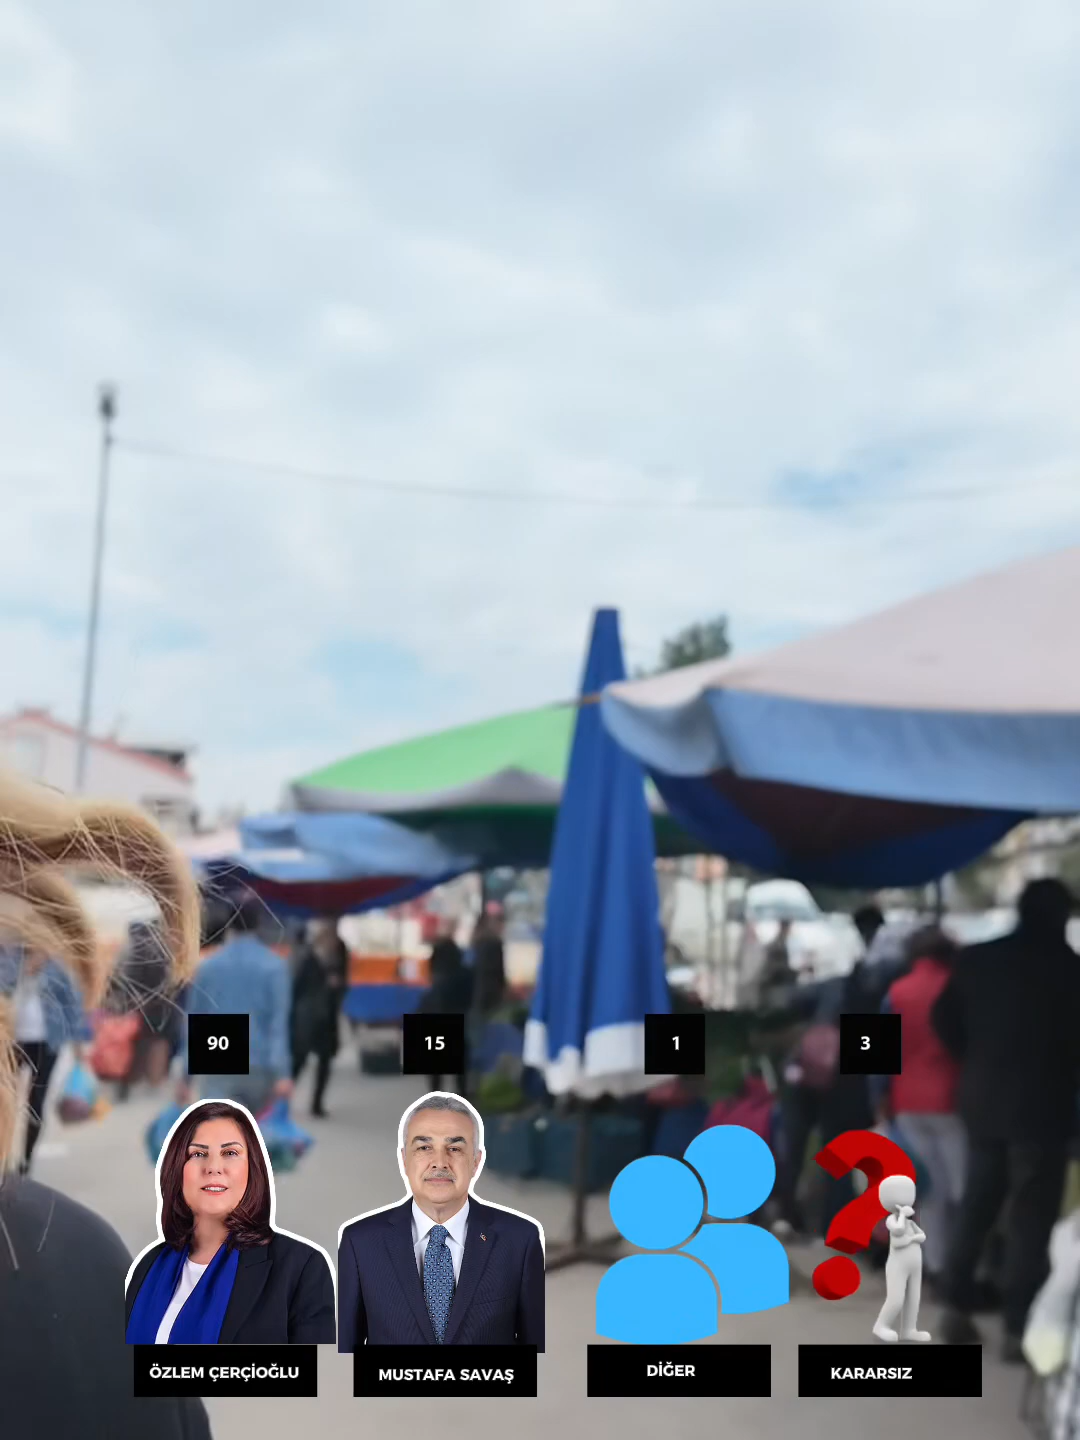 90
15
1
3
ÖZLEM ÇERÇİOĞLU
MUSTAFA SAVAŞ
DİĞER
KARARSIZ